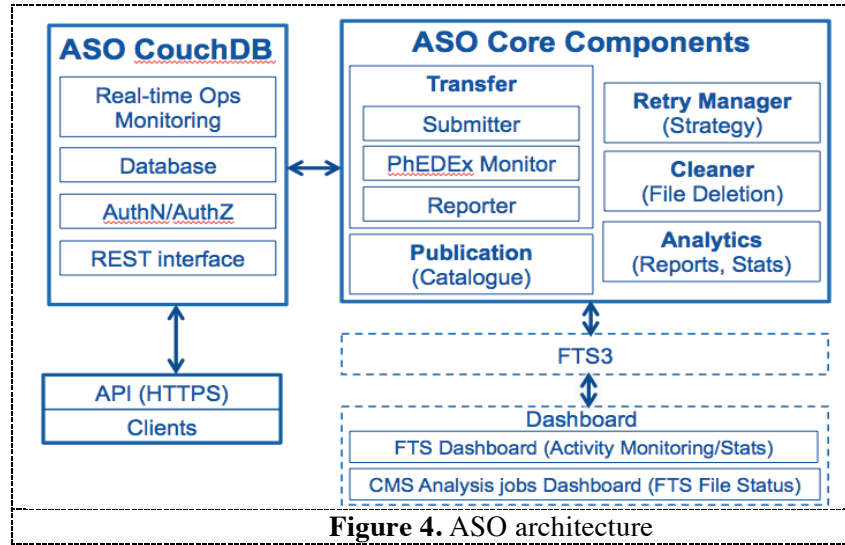 ASO CouchDB
Real-time Ops
Monitoring
Database
AuthN/AuthZ
REST interface
API (HTTPS)
Clients
ASO Core Components
Transfer
Submitter
PhEDEx Monitor
Reporter
Publication
(Catalogue)
Retry Manager
(Strategy)
Cleaner
(File Deletion)
Analytics
(Reports, Stats)
FTS3
Dashboard
FTS Dashboard (Activity Monitoring/Stats)
CMS Analysis jobs Dashboard (FTS File Status)
Figure 4. ASO architecture